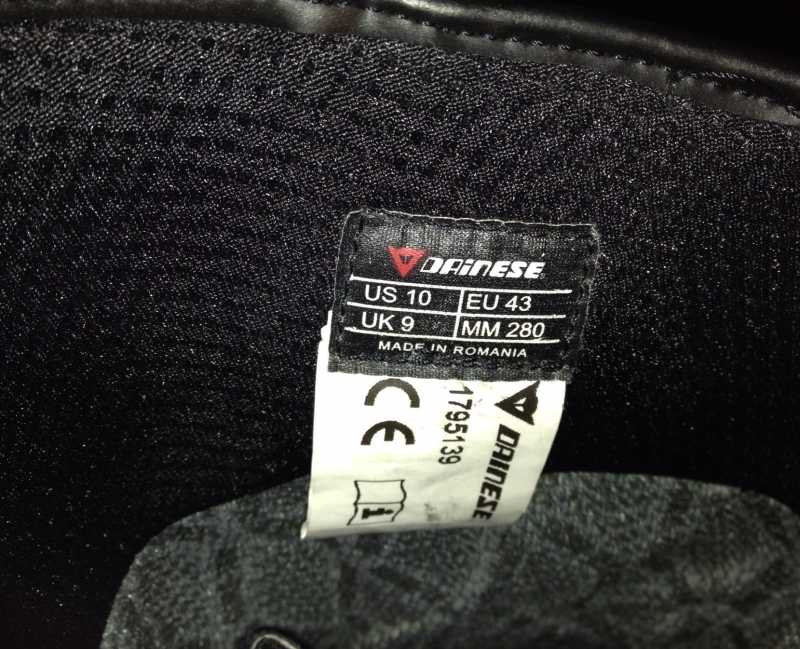 DAINESE
US 10 EU 43
UK 9 MM 280
MADE IN ROMANIA
CE
1795139
DAINESE
i